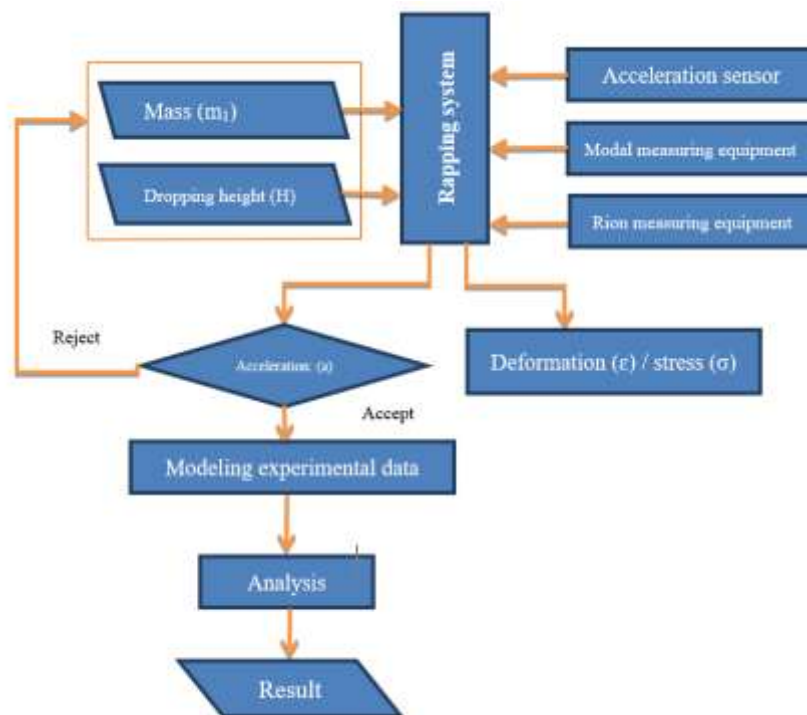 Mass (m₁)
Dropping height (H)
Rapping system
Acceleration sensor
Modal measuring equipment
Rion measuring equipment
Reject
Acceleration: (a)
Accept
Deformation (ε) / stress (σ)
Modeling experimental data
Analysis
Result